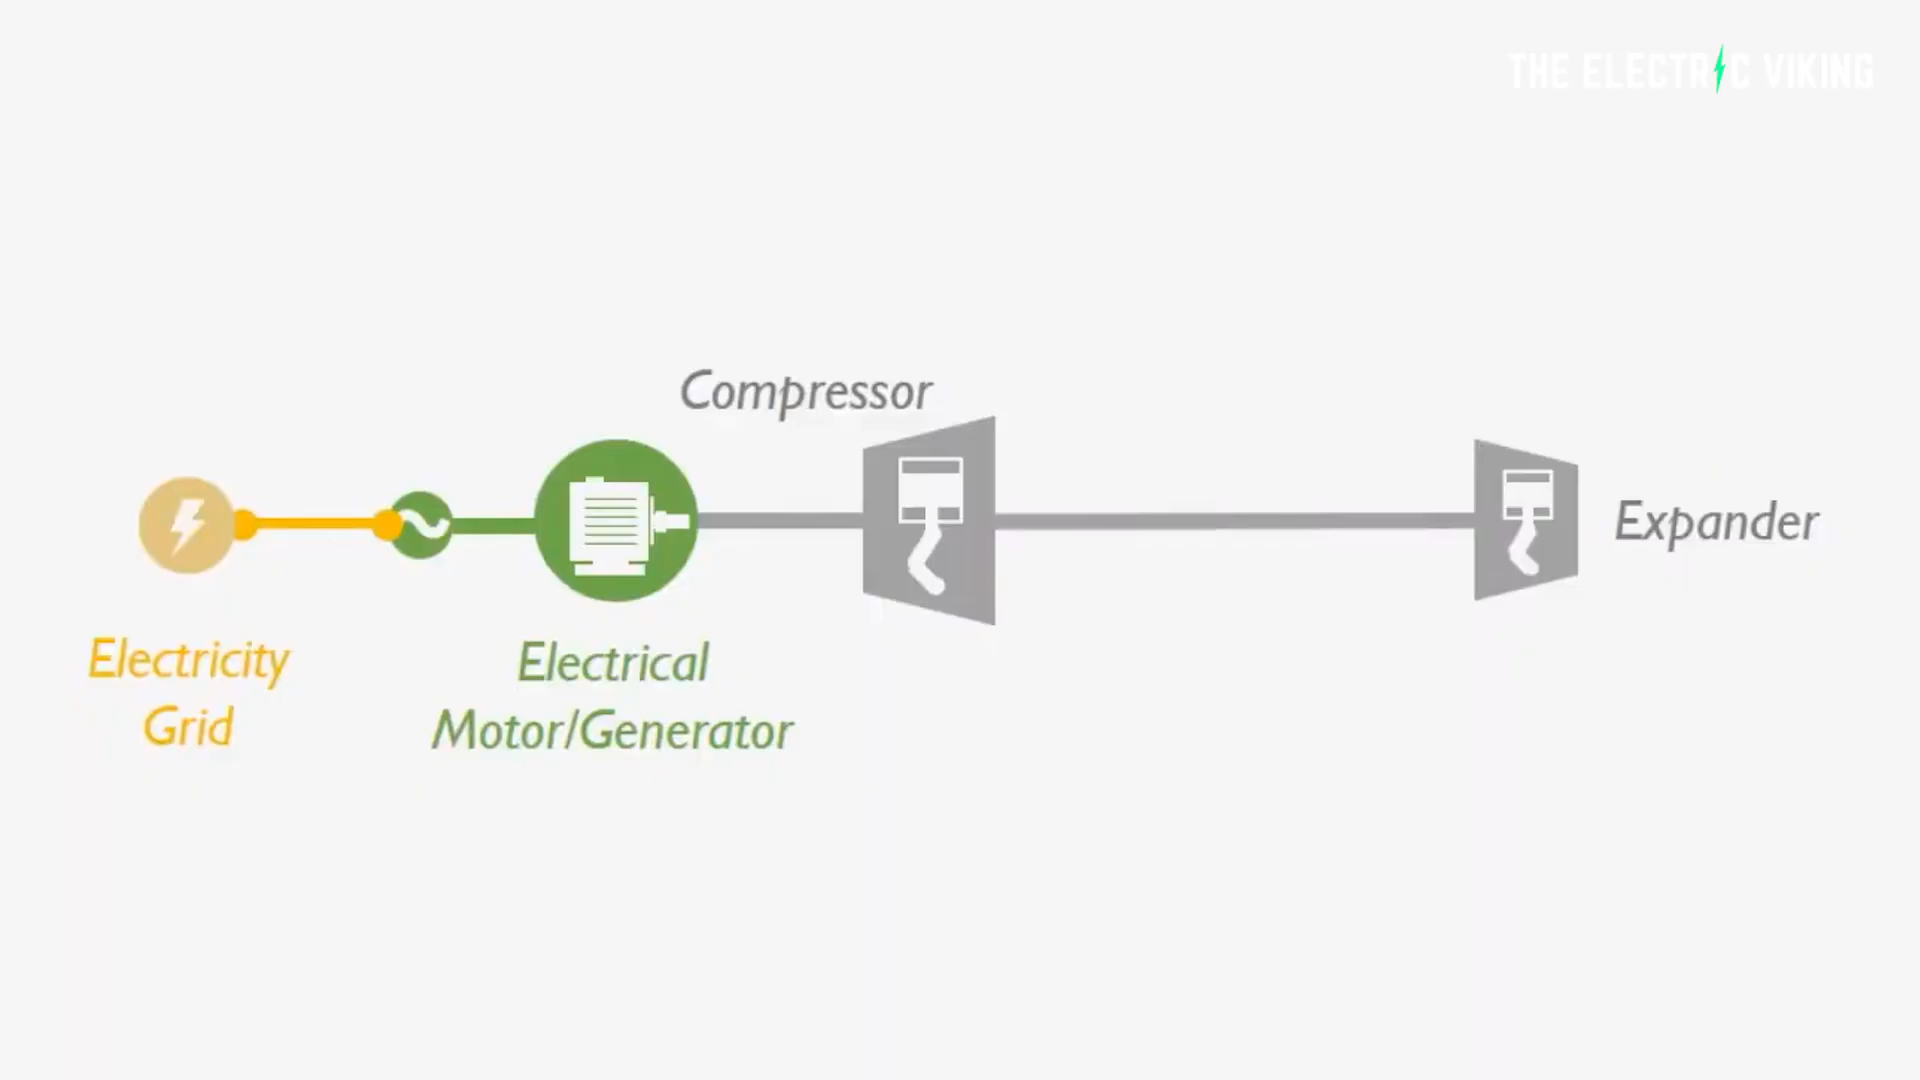 THE ELECTRIC VIKING
Compressor
Expander
Electricity
Grid
Electrical
Motor/Generator